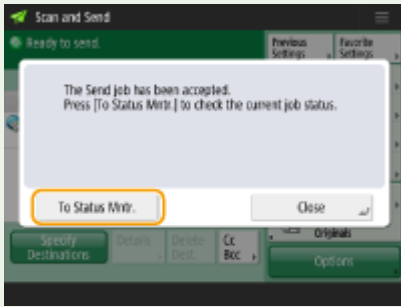 Scan and Send
Ready to send.
Previous Settings
Favorite Settings
The Send job has been accepted.
Press [To Status Mntr.] to check the current job status.
To Status Mntr.
Close
Specify Destinations
Details
Delete Dest.
Cc Bcc
Originals
Options